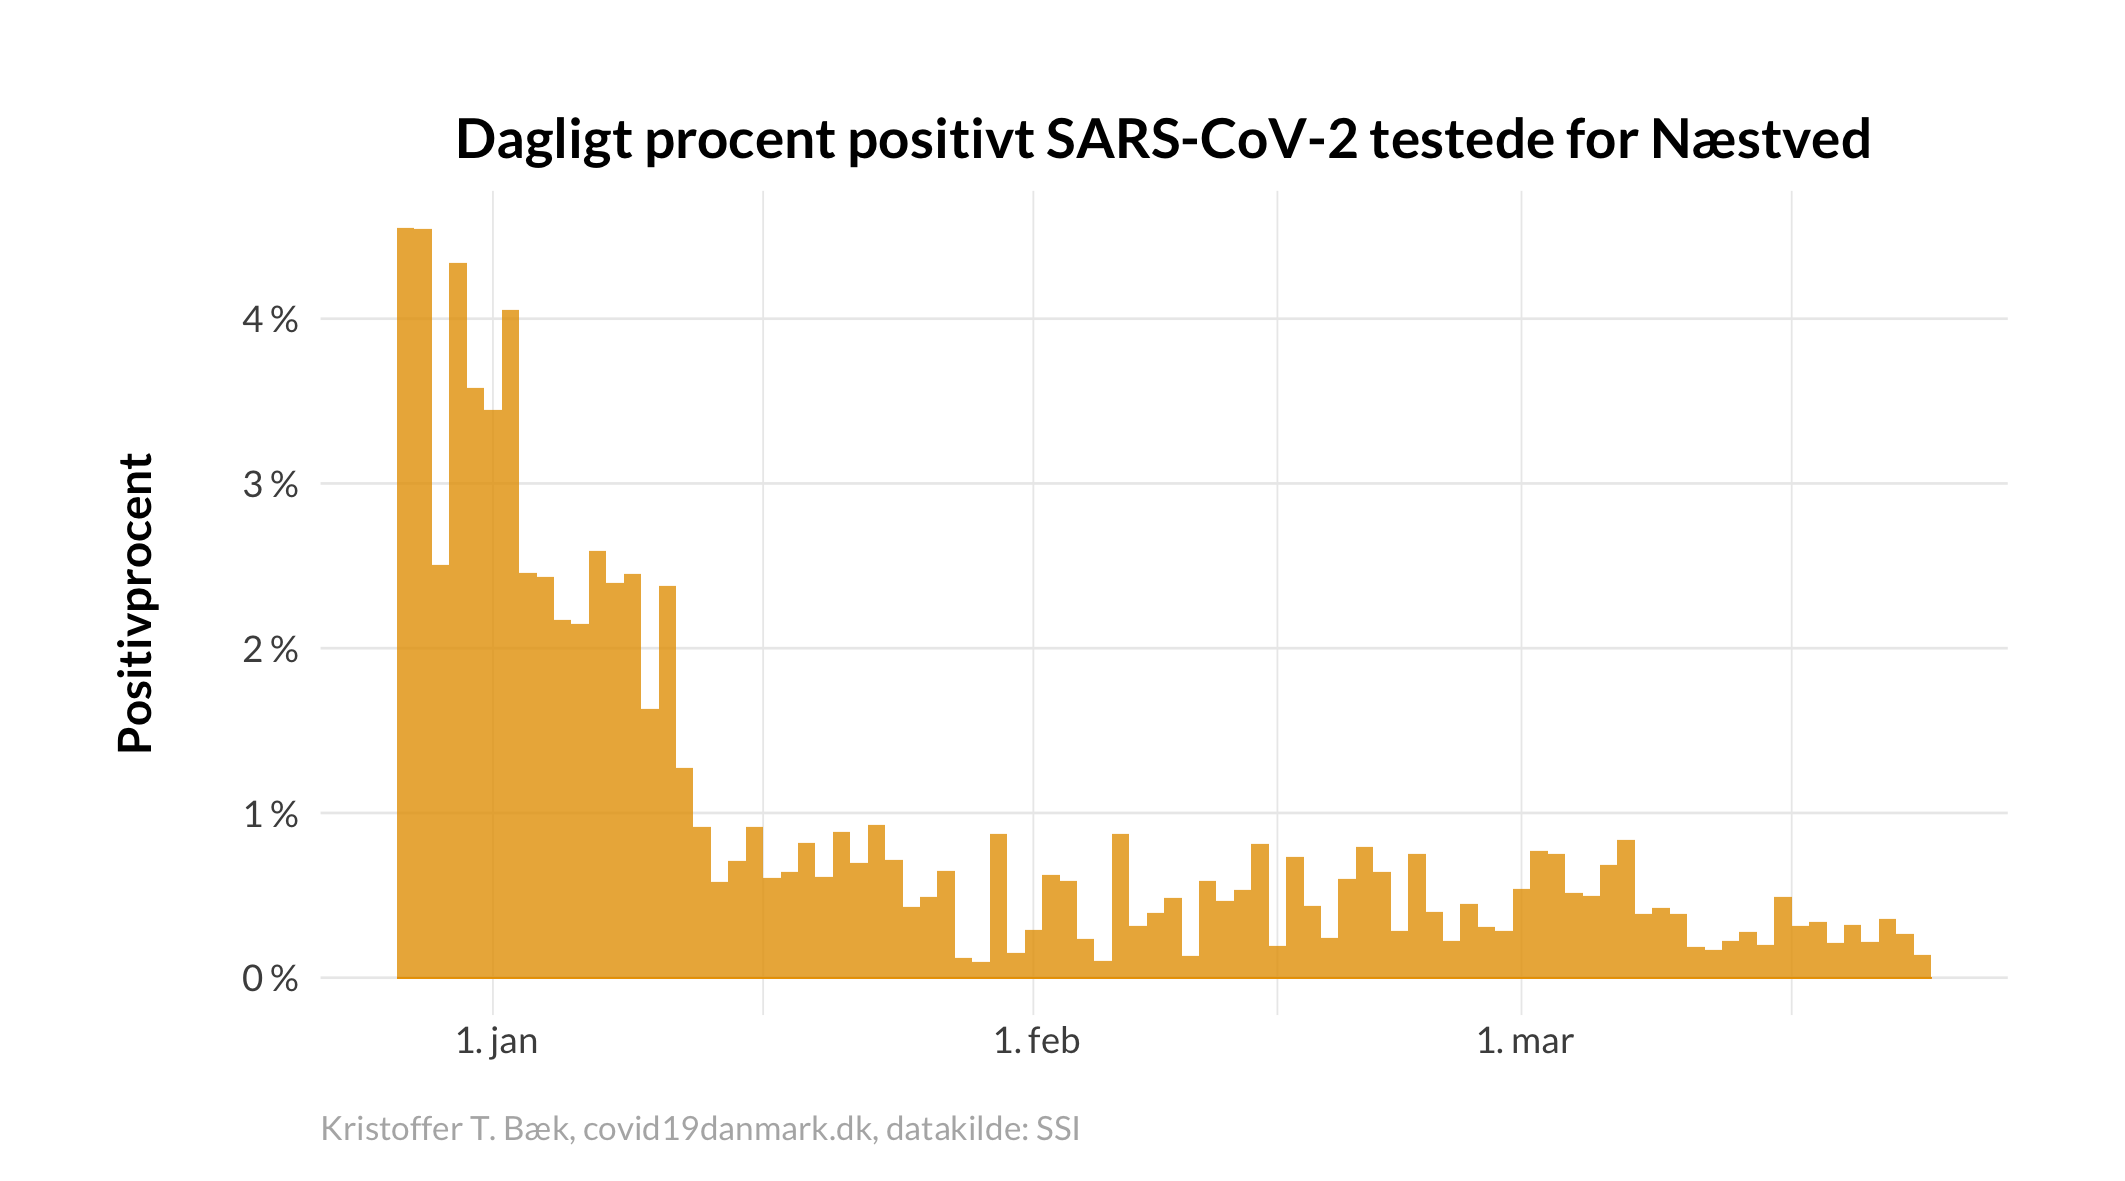 Dagligt procent positivt SARS-CoV-2 testede for Næstved
Positivprocent
4 %
3 %
2 %
1 %
0 %
1. jan
1. feb
1. mar
Kristoffer T. Bæk, covid19danmark.dk, datakilde: SSI